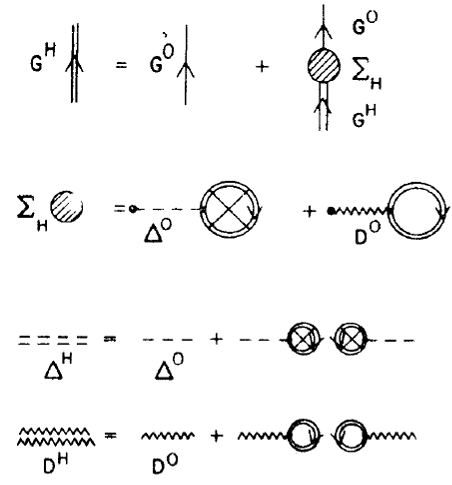 G^H = G^O + G^O Σ_H G^H
Σ_H = Δ^O + D^O
Δ^H = Δ^O +
D^H = D^O +